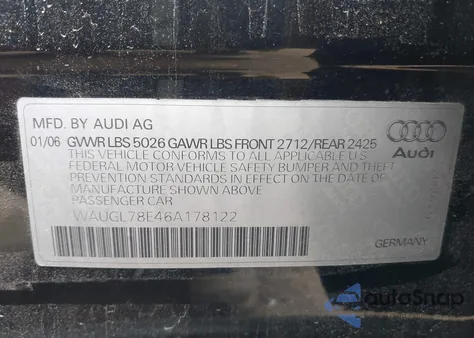 MFD. BY AUDI AG
01/06 GVWR LBS 5026 GAWR LBS FRONT 2712/REAR 2425
THIS VEHICLE CONFORMS TO ALL APPLICABLE U.S.
FEDERAL MOTOR VEHICLE SAFETY BUMPER AND THEFT
PREVENTION STANDARDS IN EFFECT ON THE DATE
OF MANUFACTURE SHOWN ABOVE
PASSENGER CAR
WAUGL78E46A178122
Audi
GERMANY
autoSnap